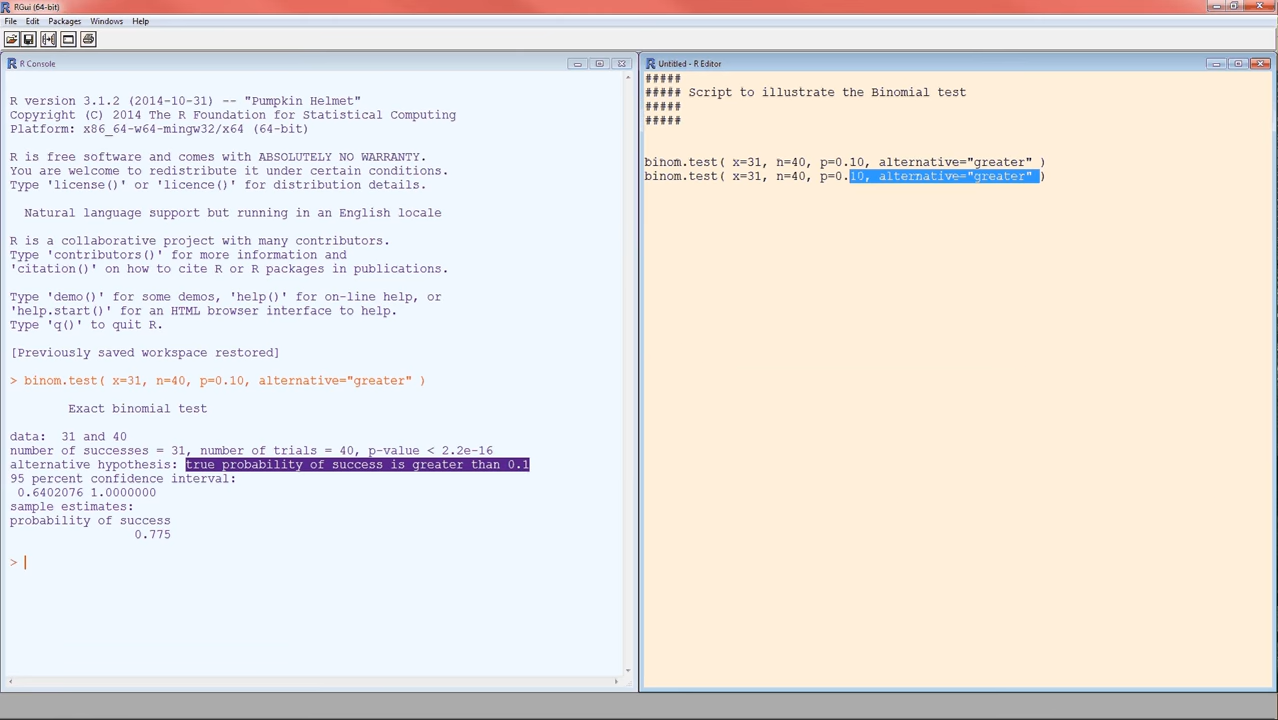 RGui (64-bit)
File Edit Packages Windows Help
R Console
R version 3.1.2 (2014-10-31) -- "Pumpkin Helmet"
Copyright (C) 2014 The R Foundation for Statistical Computing
Platform: x86_64-w64-mingw32/x64 (64-bit)
R is free software and comes with ABSOLUTELY NO WARRANTY.
You are welcome to redistribute it under certain conditions.
Type 'license()' or 'licence()' for distribution details.
Natural language support but running in an English locale
R is a collaborative project with many contributors.
Type 'contributors()' for more information and
'citation()' on how to cite R or R packages in publications.
Type 'demo()' for some demos, 'help()' for on-line help, or
'help.start()' for an HTML browser interface to help.
Type 'q()' to quit R.
[Previously saved workspace restored]
> binom.test( x=31, n=40, p=0.10, alternative="greater" )
Exact binomial test
data:  31 and 40
number of successes = 31, number of trials = 40, p-value < 2.2e-16
alternative hypothesis: true probability of success is greater than 0.1
95 percent confidence interval:
0.6402076 1.0000000
sample estimates:
probability of success
0.775
>
Untitled - R Editor
#####
##### Script to illustrate the Binomial test
#####
#####
binom.test( x=31, n=40, p=0.10, alternative="greater" )
binom.test( x=31, n=40, p=0.10, alternative="greater" )